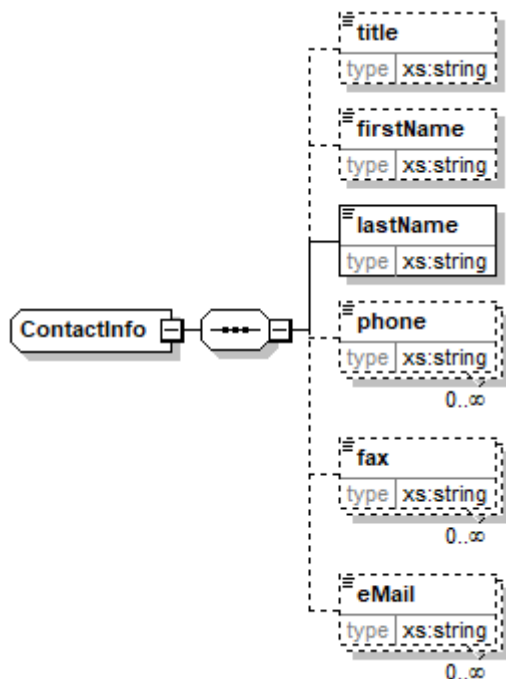 title
type xs:string
firstName
type xs:string
lastName
type xs:string
ContactInfo
phone
type xs:string
0..∞
fax
type xs:string
0..∞
eMail
type xs:string
0..∞